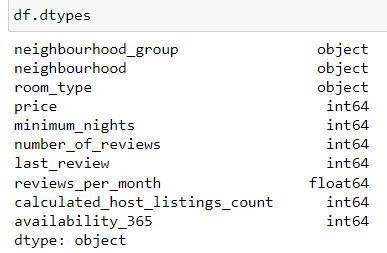 df.dtypes
neighbourhood_group object
neighbourhood object
room_type object
price int64
minimum_nights int64
number_of_reviews int64
last_review int64
reviews_per_month float64
calculated_host_listings_count int64
availability_365 int64
dtype: object